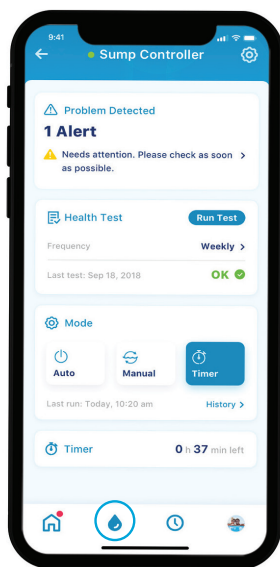 9:41
Sump Controller
Problem Detected
1 Alert
Needs attention. Please check as soon
as possible.
Health Test
Run Test
Frequency
Weekly
Last test: Sep 18, 2018
OK
Mode
Auto
Manual
Timer
Last run: Today, 10:20 am
History
Timer
0 h 37 min left